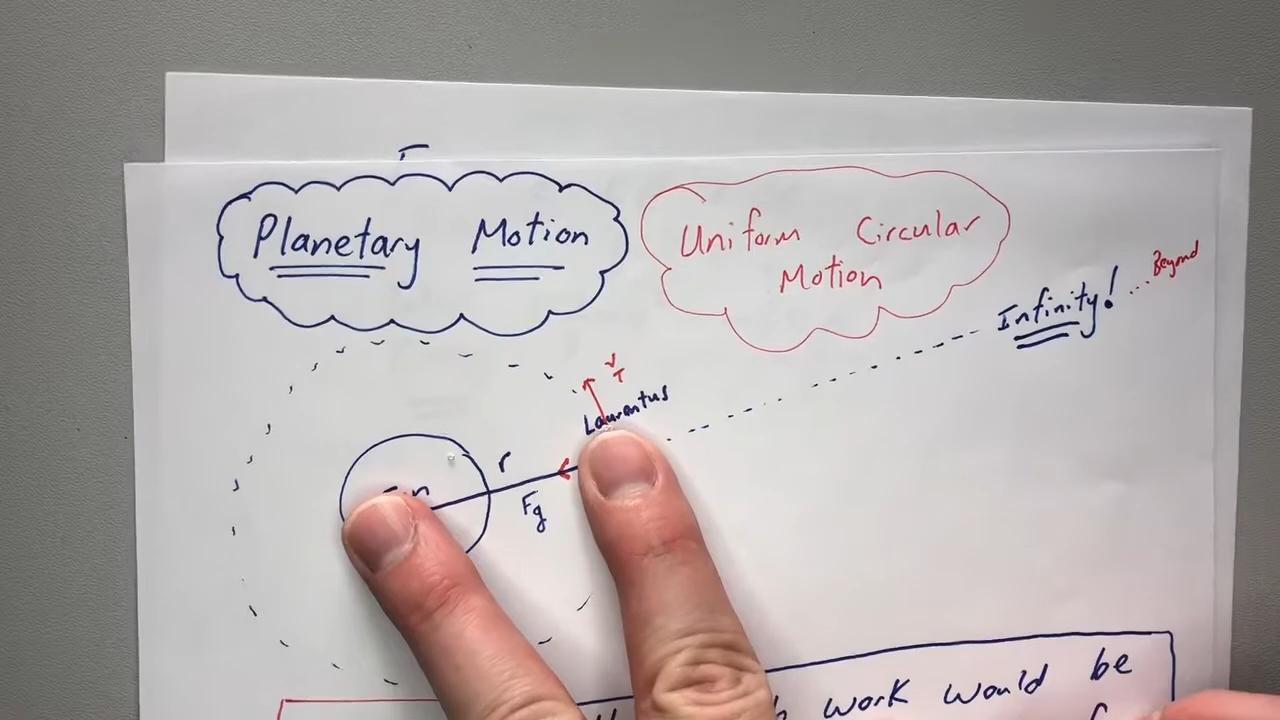 Planetary Motion
Uniform Circular
Motion
Beyond
Infinity!
v
T
Laurentus
r
Fg
work would be